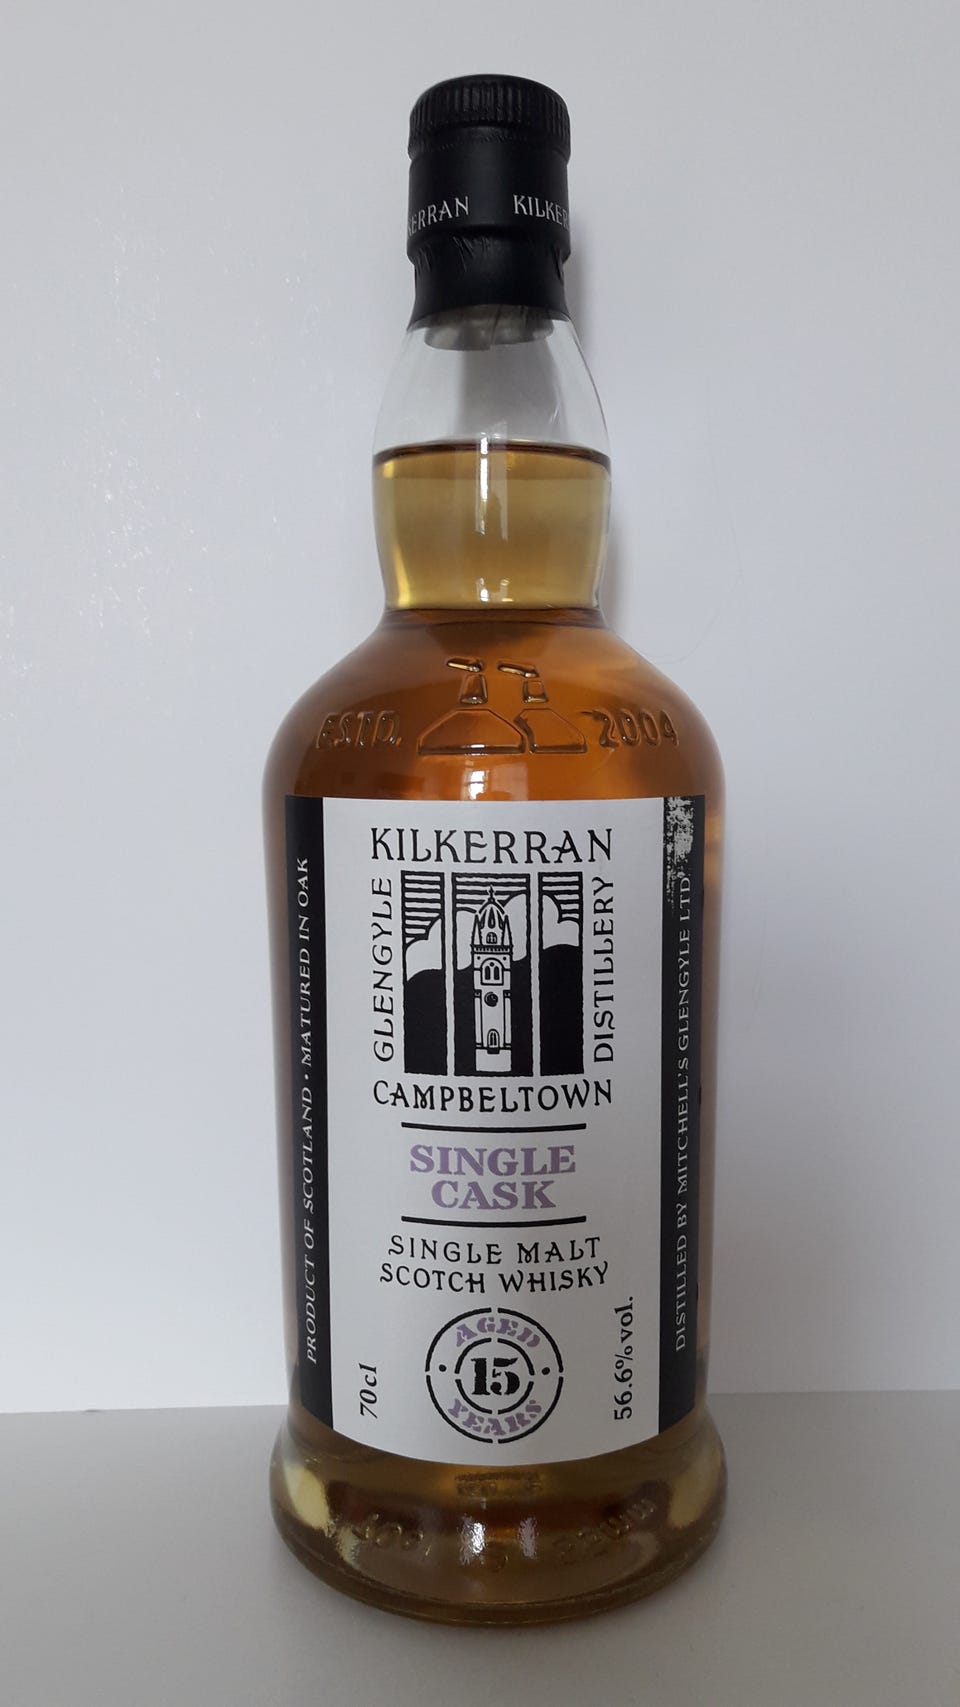 KERRAN KILKER
ESTD. 2004
KILKERRAN
GLENGYLE
DISTILLERY
CAMPBELTOWN
SINGLE
CASK
SINGLE MALT
SCOTCH WHISKY
AGED
15
YEARS
70cl
56.6%vol.
PRODUCT OF SCOTLAND • MATURED IN OAK
DISTILLED BY MITCHELL'S GLENGYLE LTD.